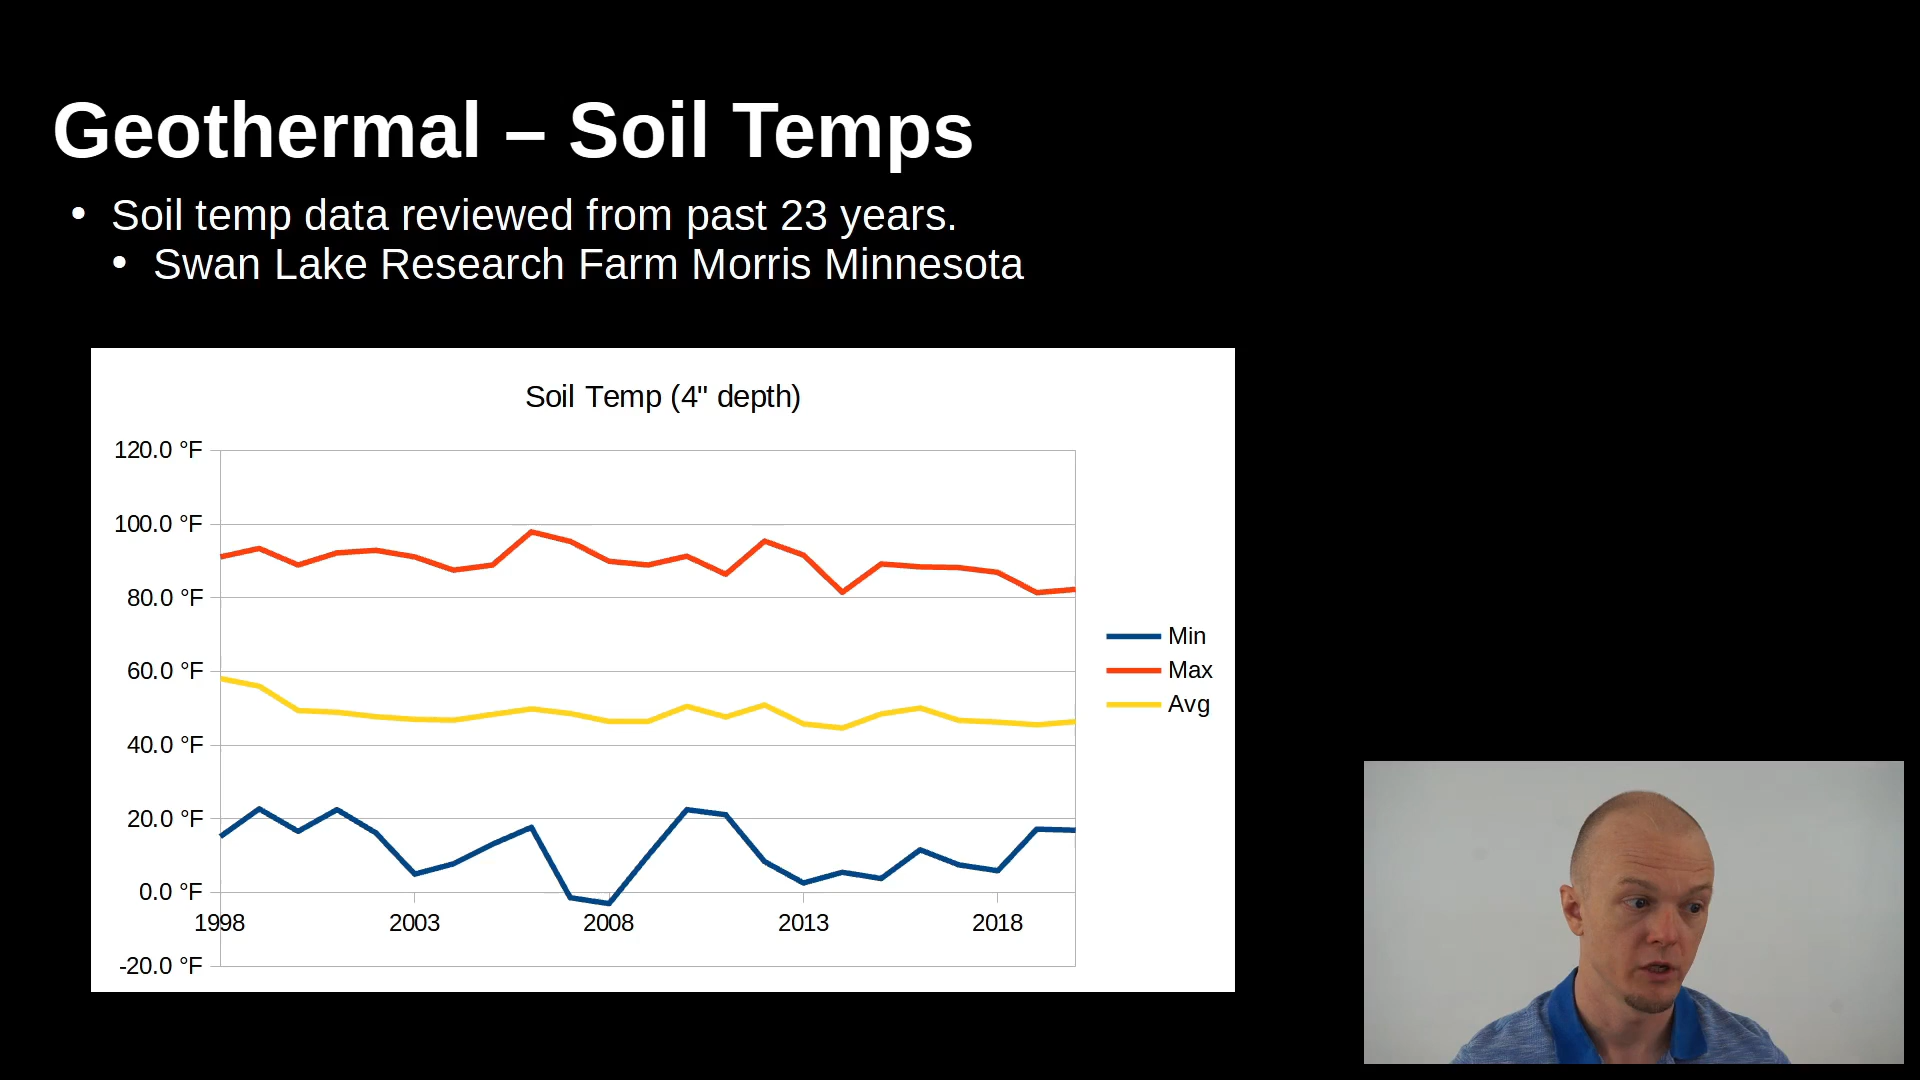 Geothermal – Soil Temps
• Soil temp data reviewed from past 23 years.
• Swan Lake Research Farm Morris Minnesota
Soil Temp (4" depth)
120.0 °F
100.0 °F
80.0 °F
60.0 °F
40.0 °F
20.0 °F
0.0 °F
-20.0 °F
1998 2003 2008 2013 2018
Min
Max
Avg